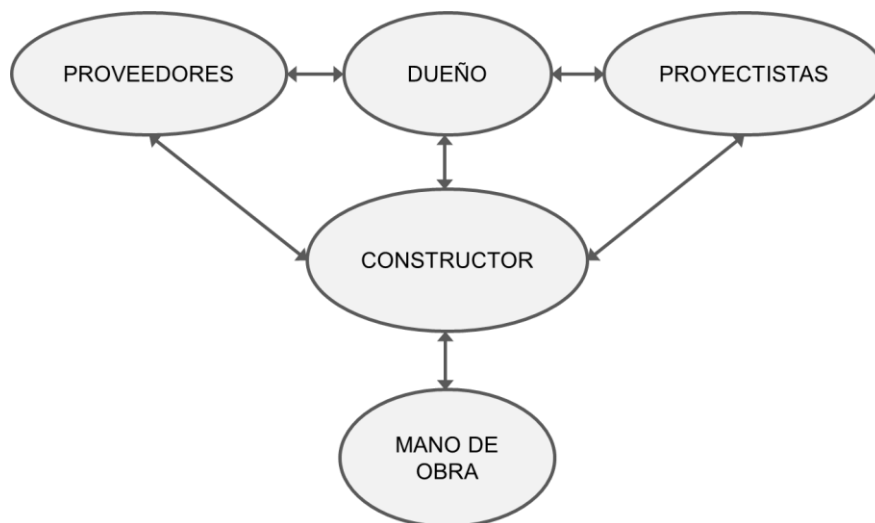 PROVEEDORES
DUEÑO
PROYECTISTAS
CONSTRUCTOR
MANO DE
OBRA